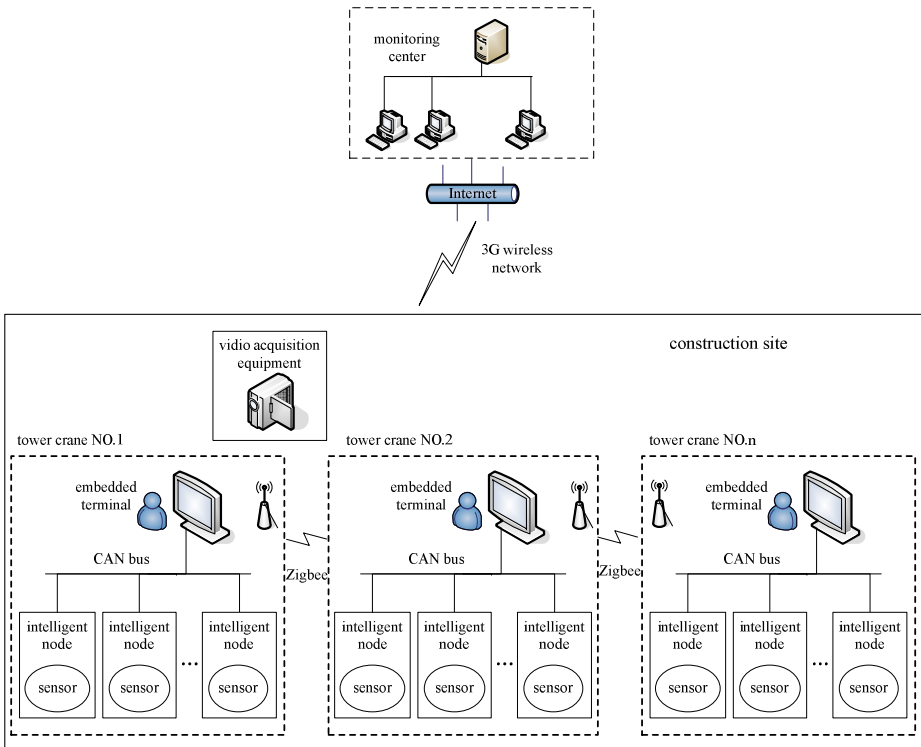 monitoring
center
Internet
3G wireless
network
construction site
vidio acquisition
equipment
tower crane NO.1
embedded
terminal
CAN bus
intelligent
node
sensor
intelligent
node
sensor
...
intelligent
node
sensor
Zigbee
tower crane NO.2
embedded
terminal
CAN bus
intelligent
node
sensor
intelligent
node
sensor
...
intelligent
node
sensor
Zigbee
tower crane NO.n
embedded
terminal
CAN bus
intelligent
node
sensor
intelligent
node
sensor
...
intelligent
node
sensor